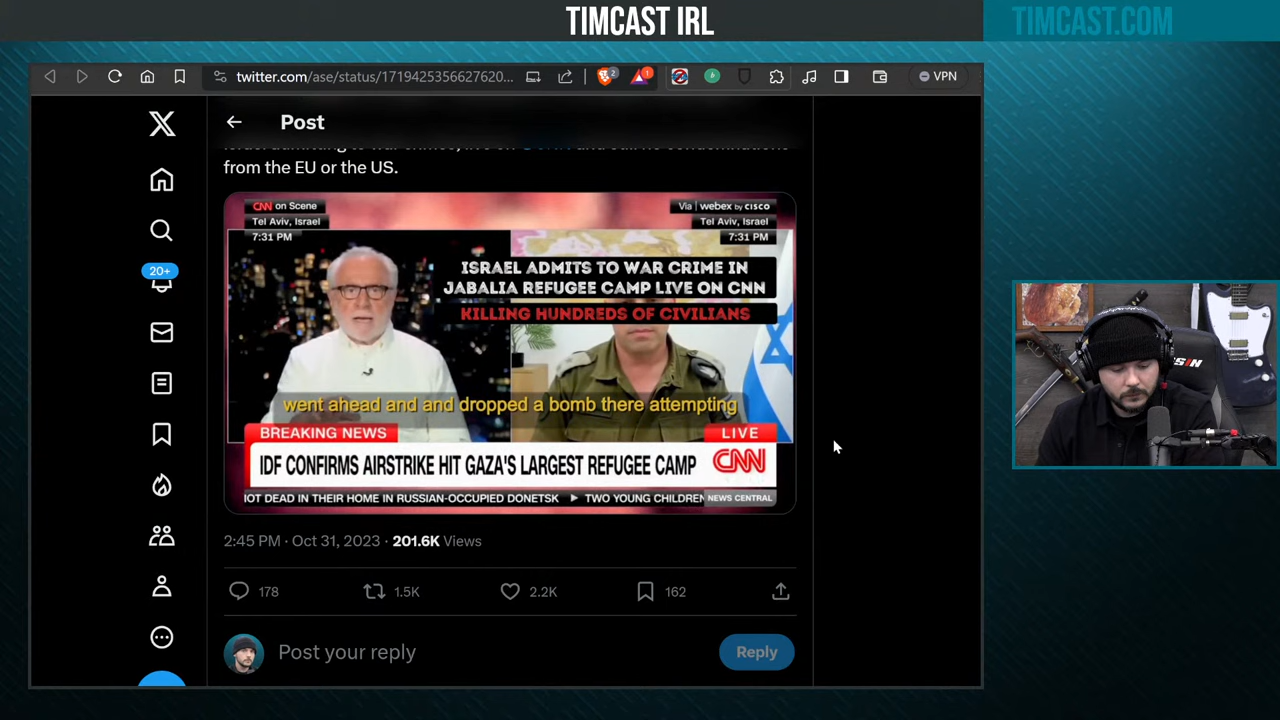 TIMCAST IRL
TIMCAST.COM
twitter.com/ase/status/1719425356627620...
2
1
VPN
Post
from the EU or the US.
CNN on Scene
Via | webex by CISCO
Tel Aviv, Israel
Tel Aviv, Israel
7:31 PM
7:31 PM
ISRAEL ADMITS TO WAR CRIME IN
JABALIA REFUGEE CAMP LIVE ON CNN
KILLING HUNDREDS OF CIVILIANS
went ahead and and dropped a bomb there attempting
BREAKING NEWS
LIVE
IDF CONFIRMS AIRSTRIKE HIT GAZA'S LARGEST REFUGEE CAMP
CNN
IOT DEAD IN THEIR HOME IN RUSSIAN-OCCUPIED DONETSK ▶ TWO YOUNG CHILDREN
NEWS CENTRAL
2:45 PM · Oct 31, 2023 · 201.6K Views
178
1.5K
2.2K
162
Post your reply
Reply
20+